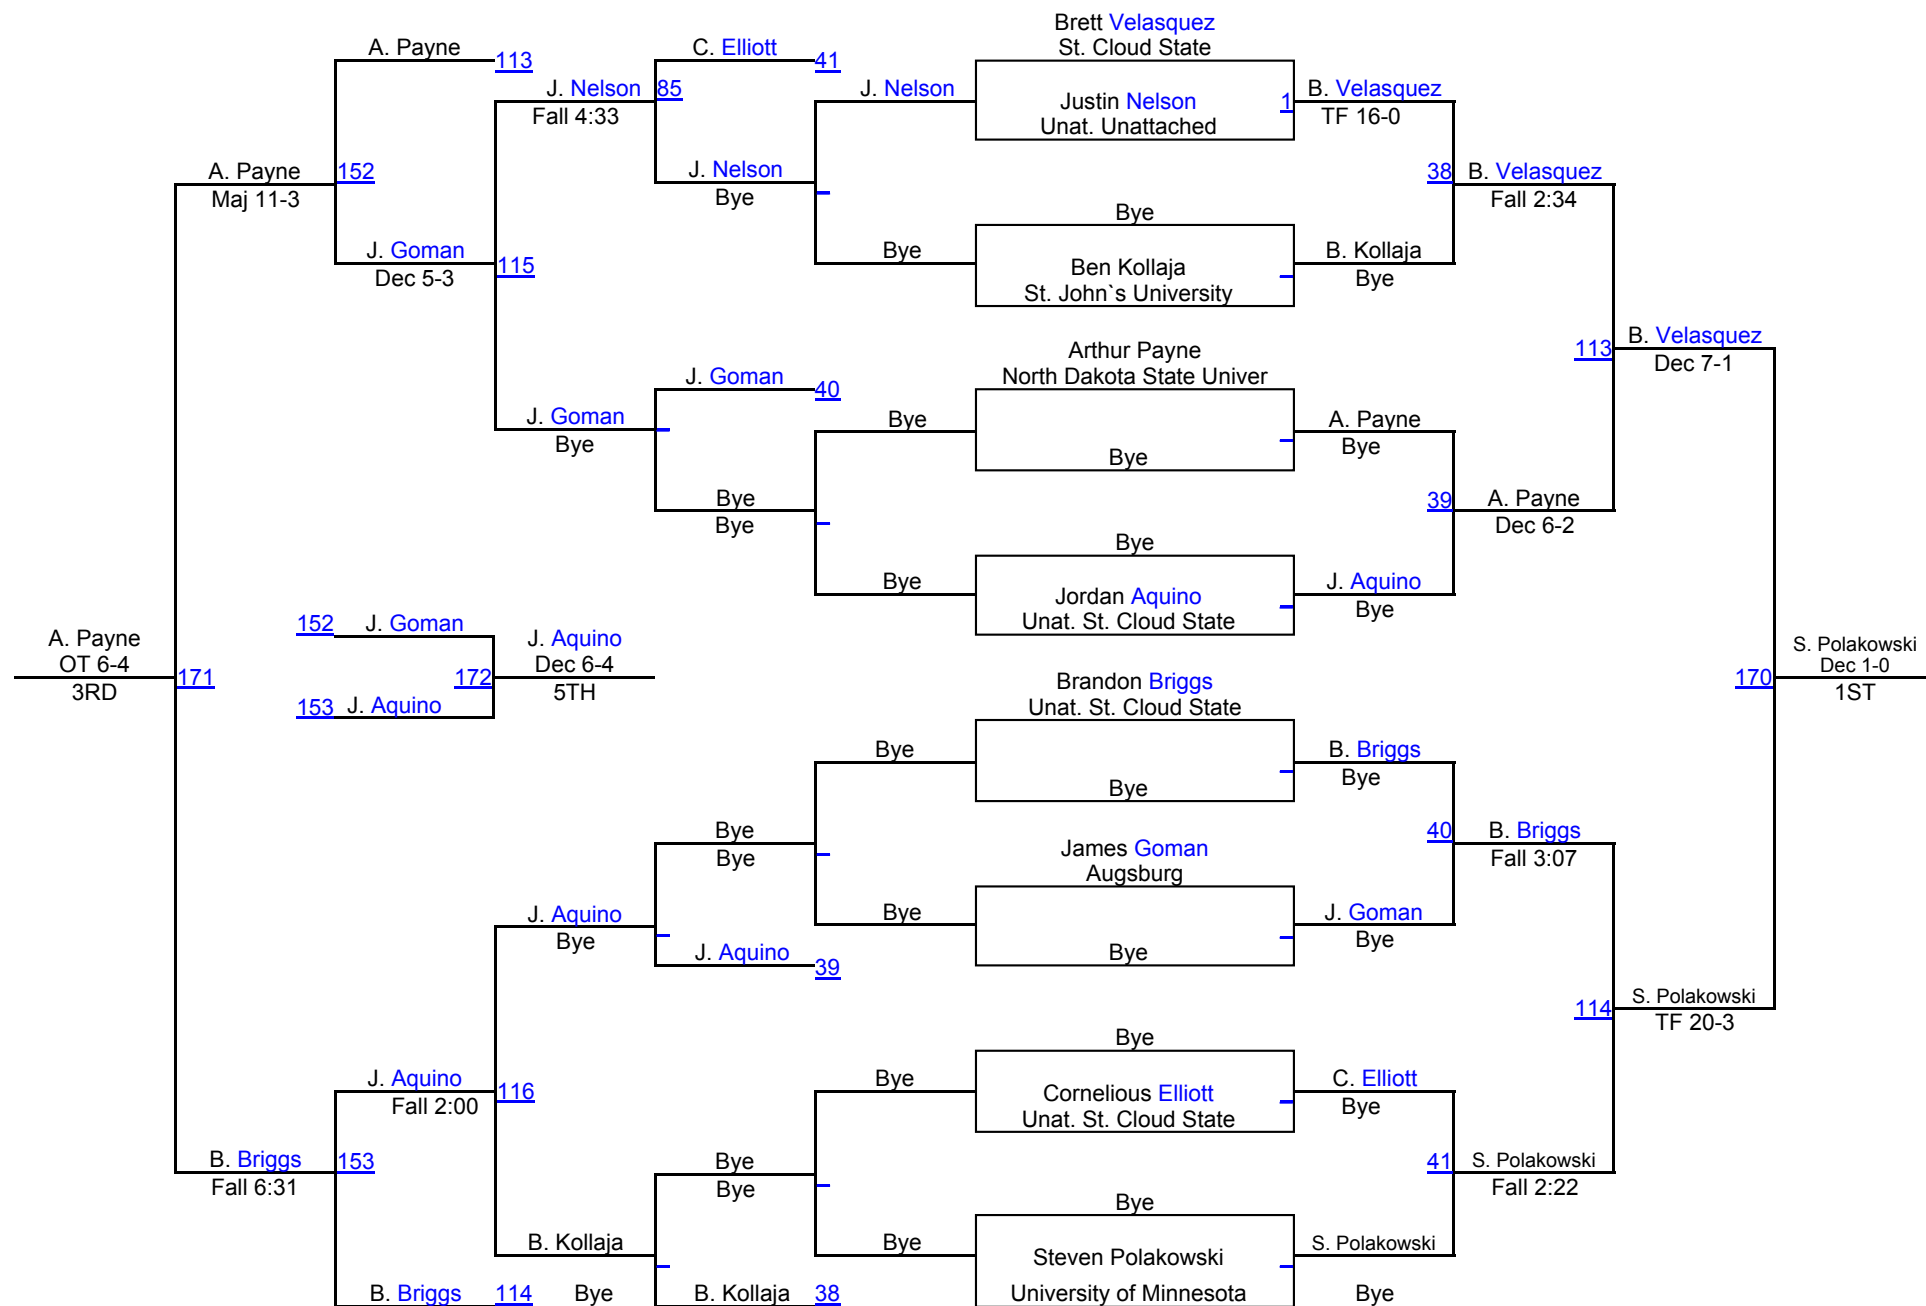 Brett Velasquez
A. Payne
C. Elliott
St. Cloud State
113
41
J. Nelson
85
J. Nelson
Justin Nelson
1
B. Velasquez
Fall 4:33
Unat. Unattached
TF 16-0
A. Payne
152
J. Nelson
38
B. Velasquez
Maj 11-3
Bye
Fall 2:34
Bye
J. Goman
115
Bye
Ben Kollaja
B. Kollaja
Dec 5-3
St. John`s University
Bye
Arthur Payne
113
B. Velasquez
J. Goman
40
North Dakota State Univer
Dec 7-1
J. Goman
Bye
A. Payne
Bye
Bye
Bye
Bye
39
A. Payne
Bye
Dec 6-2
Bye
Bye
Jordan Aquino
J. Aquino
152
J. Goman
Unat. St. Cloud State
Bye
A. Payne
J. Aquino
S. Polakowski
OT 6-4
Dec 6-4
Dec 1-0
171
172
Brandon Briggs
170
3RD
5TH
1ST
153
J. Aquino
Unat. St. Cloud State
Bye
B. Briggs
Bye
Bye
Bye
40
B. Briggs
Bye
James Goman
Fall 3:07
Augsburg
J. Aquino
Bye
J. Goman
Bye
Bye
Bye
J. Aquino
39
114
S. Polakowski
TF 20-3
Bye
J. Aquino
116
Bye
Cornelious Elliott
C. Elliott
Fall 2:00
Unat. St. Cloud State
Bye
B. Briggs
153
Bye
41
S. Polakowski
Fall 6:31
Bye
Fall 2:22
Bye
B. Kollaja
Bye
Steven Polakowski
S. Polakowski
B. Briggs
114
Bye
B. Kollaja
38
University of Minnesota
Bye